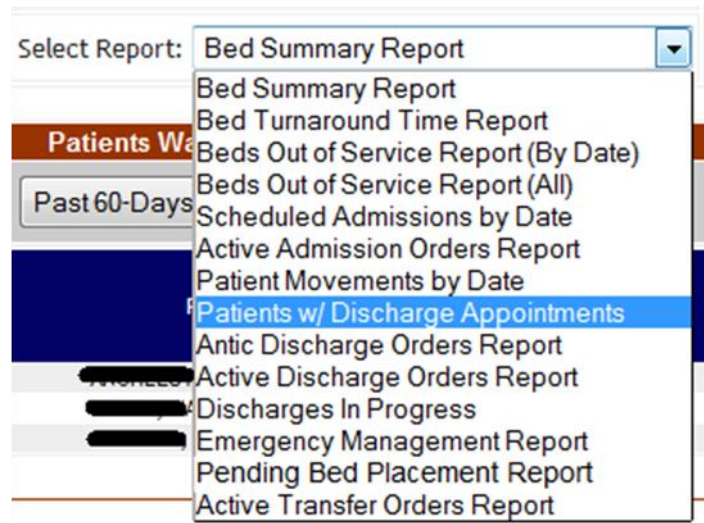 Select Report: Bed Summary Report
Bed Summary Report
Bed Turnaround Time Report
Patients Wa
Beds Out of Service Report (By Date)
Beds Out of Service Report (All)
Past 60-Days
Scheduled Admissions by Date
Active Admission Orders Report
Patient Movements by Date
Patients w/ Discharge Appointments
Antic Discharge Orders Report
Active Discharge Orders Report
Discharges In Progress
Emergency Management Report
Pending Bed Placement Report
Active Transfer Orders Report